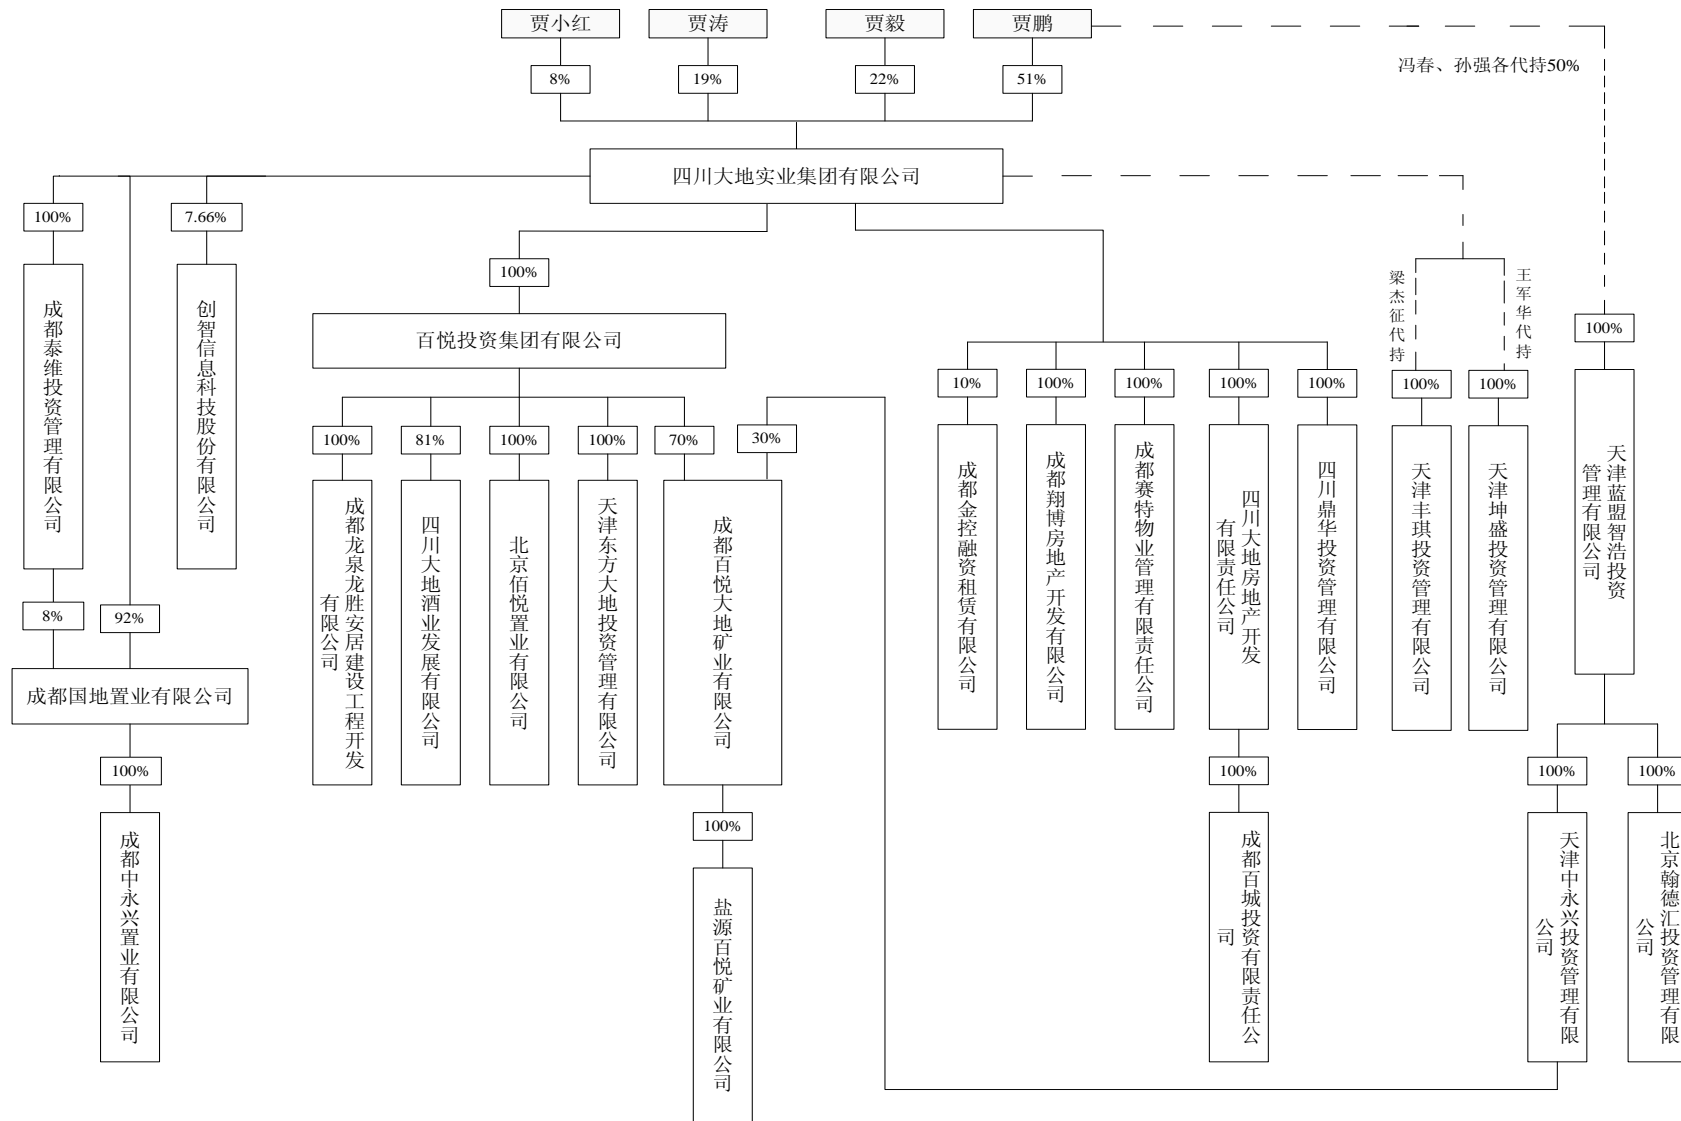 贾小红
贾涛
贾毅
贾鹏
8%
19%
22%
51%
冯春、孙强各代持50%
四川大地实业集团有限公司
100%
7.66%
100%
梁杰征代持
王军华代持
100%
成都泰维投资管理有限公司
创智信息科技股份有限公司
百悦投资集团有限公司
10%
100%
100%
100%
100%
100%
100%
100%
81%
100%
100%
70%
30%
成都金控融资租赁有限公司
成都翔博房地产开发有限公司
成都赛特物业管理有限责任公司
四川大地房地产开发
有限责任公司
四川鼎华投资管理有限公司
天津丰琪投资管理有限公司
天津坤盛投资管理有限公司
天津蓝盟智浩投资
管理有限公司
成都龙泉龙胜安居建设工程开发
有限公司
四川大地酒业发展有限公司
北京佰悦置业有限公司
天津东方大地投资管理有限公司
成都百悦大地矿业有限公司
8%
92%
成都国地置业有限公司
100%
100%
100%
100%
100%
成都中永兴置业有限公司
盐源百悦矿业有限公司
成都百城投资有限责任公
司
天津中永兴投资管理有限
公司
北京翰德汇投资管理有限
公司